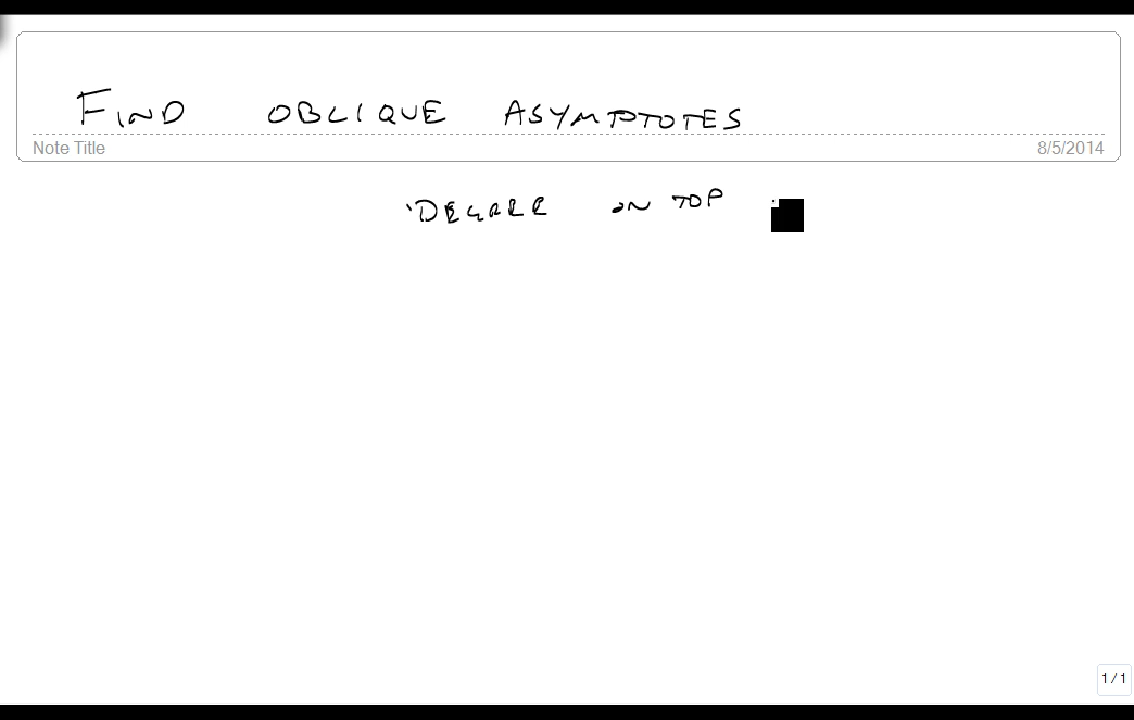 FIND OBLIQUE ASYMPTOTES
Note Title 8/5/2014
DEGREE ON TOP
1 / 1